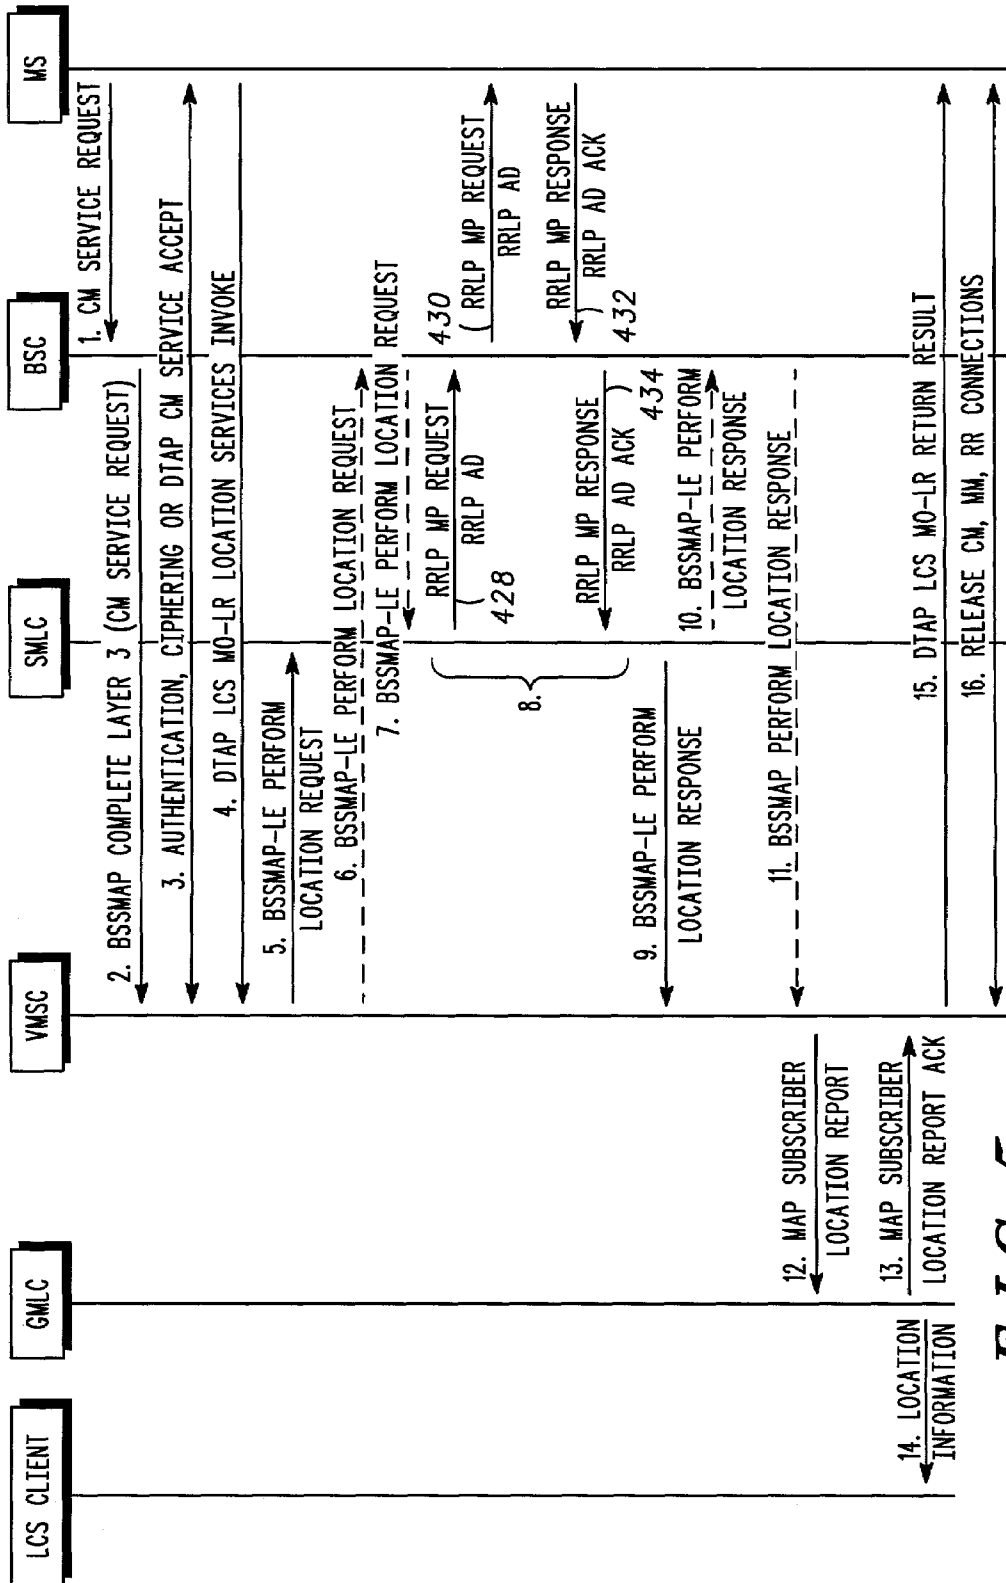 LCS CLIENT
GMLC
VMSC
SMLC
BSC
MS
1. CM SERVICE REQUEST
2. BSSMAP COMPLETE LAYER 3 (CM SERVICE REQUEST)
3. AUTHENTICATION, CIPHERING OR DTAP CM SERVICE ACCEPT
4. DTAP LCS MO-LR LOCATION SERVICES INVOKE
5. BSSMAP-LE PERFORM
LOCATION REQUEST
6. BSSMAP-LE PERFORM LOCATION REQUEST
7. BSSMAP-LE PERFORM LOCATION REQUEST
8.
RRLP MP REQUEST
RRLP AD
428
430
RRLP MP REQUEST
RRLP AD
RRLP MP RESPONSE
RRLP AD ACK
432
RRLP MP RESPONSE
RRLP AD ACK
434
9. BSSMAP-LE PERFORM
LOCATION RESPONSE
10. BSSMAP-LE PERFORM
LOCATION RESPONSE
11. BSSMAP PERFORM LOCATION RESPONSE
12. MAP SUBSCRIBER
LOCATION REPORT
13. MAP SUBSCRIBER
LOCATION REPORT ACK
14. LOCATION
INFORMATION
15. DTAP LCS MO-LR RETURN RESULT
16. RELEASE CM, MM, RR CONNECTIONS